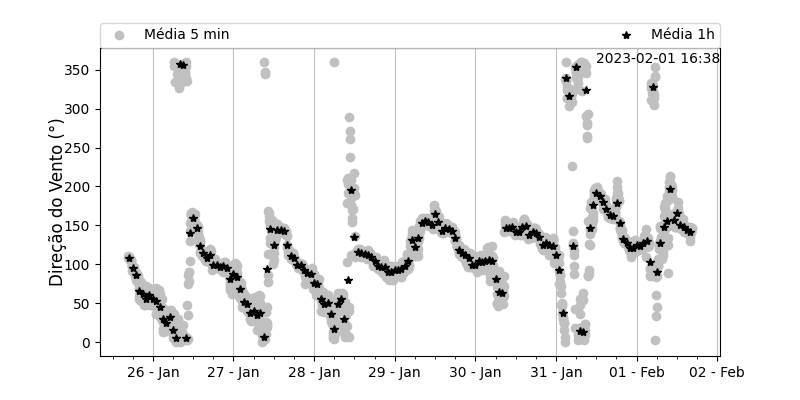 Média 5 min
Média 1h
2023-02-01 16:38
Direção do Vento (°)
350
300
250
200
150
100
50
0
26 - Jan
27 - Jan
28 - Jan
29 - Jan
30 - Jan
31 - Jan
01 - Feb
02 - Feb